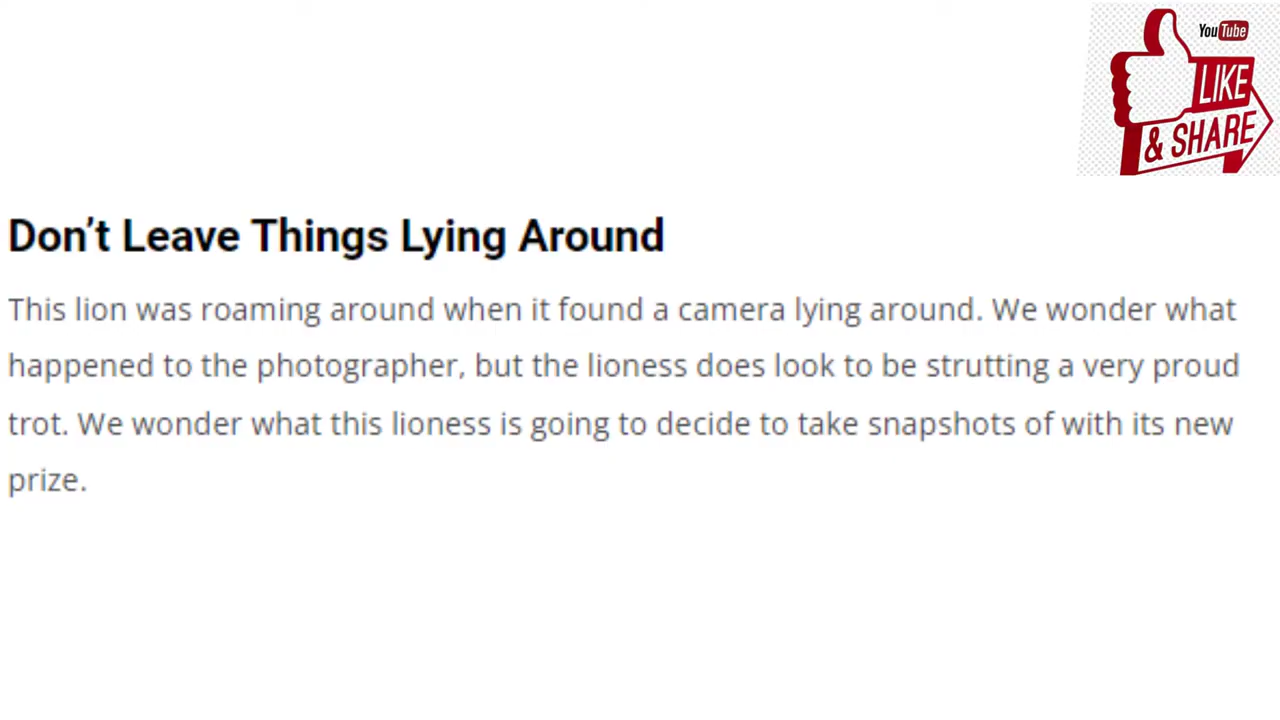 YouTube
LIKE
& SHARE
Don’t Leave Things Lying Around
This lion was roaming around when it found a camera lying around. We wonder what
happened to the photographer, but the lioness does look to be strutting a very proud
trot. We wonder what this lioness is going to decide to take snapshots of with its new
prize.